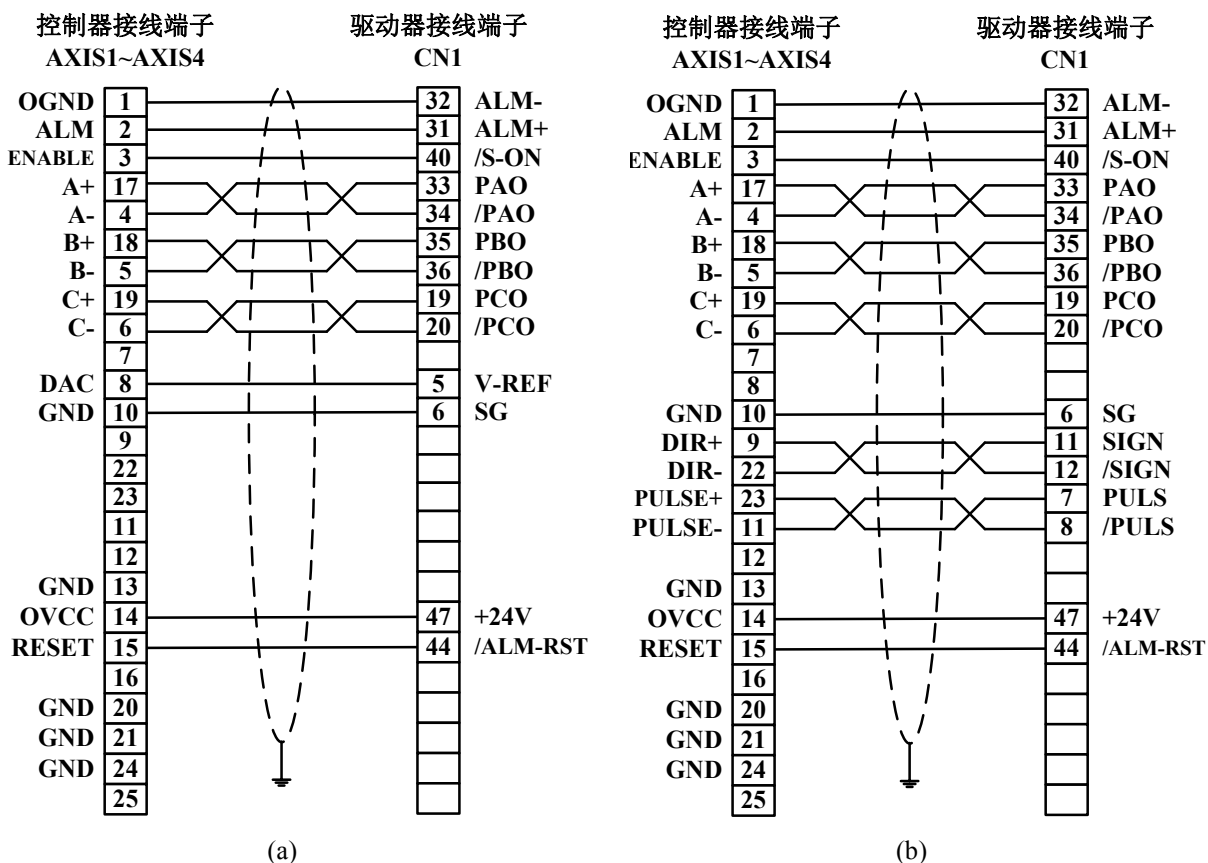 控制器接线端子 驱动器接线端子
AXIS1~AXIS4 CN1
OGND 1 32 ALM-
ALM 2 31 ALM+
ENABLE 3 40 /S-ON
A+ 17 33 PAO
A- 4 34 /PAO
B+ 18 35 PBO
B- 5 36 /PBO
C+ 19 19 PCO
C- 6 20 /PCO
7
DAC 8 5 V-REF
GND 10 6 SG
9
22
23
11
12
GND 13
OVCC 14 47 +24V
RESET 15 44 /ALM-RST
16
GND 20
GND 21
GND 24
25
(a)
控制器接线端子 驱动器接线端子
AXIS1~AXIS4 CN1
OGND 1 32 ALM-
ALM 2 31 ALM+
ENABLE 3 40 /S-ON
A+ 17 33 PAO
A- 4 34 /PAO
B+ 18 35 PBO
B- 5 36 /PBO
C+ 19 19 PCO
C- 6 20 /PCO
7
8
GND 10 6 SG
DIR+ 9 11 SIGN
DIR- 22 12 /SIGN
PULSE+ 23 7 PULS
PULSE- 11 8 /PULS
12
GND 13
OVCC 14 47 +24V
RESET 15 44 /ALM-RST
16
GND 20
GND 21
GND 24
25
(b)